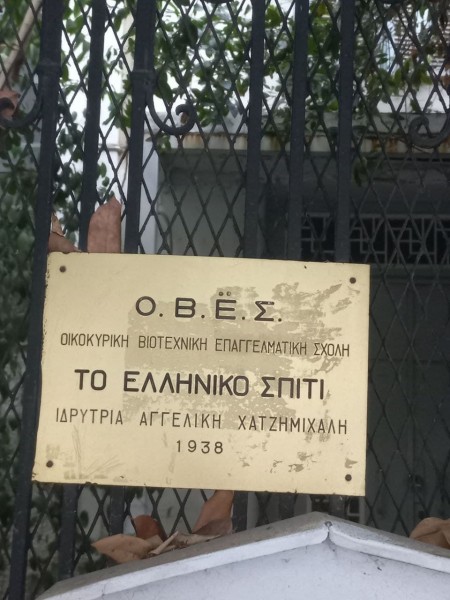 Ο.Β.Ε̈.Σ.
ΟΙΚΟΚΥΡΙΚΗ ΒΙΟΤΕΧΝΙΚΗ ΕΠΑΓΓΕΛΜΑΤΙΚΗ ΣΧΟΛΗ
ΤΟ ΕΛΛΗΝΙΚΟ ΣΠΙΤΙ
ΙΔΡΥΤΡΙΑ ΑΓΓΕΛΙΚΗ ΧΑΤΖΗΜΙΧΑΛΗ
1938